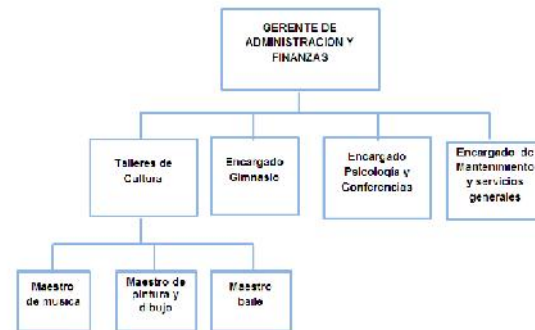 GERENTE DE
ADMINISTRACION Y
FINANZAS
Talleres de
Cultura
Encargado
Gimnasio
Encargado
Psicología y
Conferencias
Encargado de
Mantenimiento
y servicios
generales
Maestro
de musica
Maestro de
pintura y
dibujo
Maestro
baile